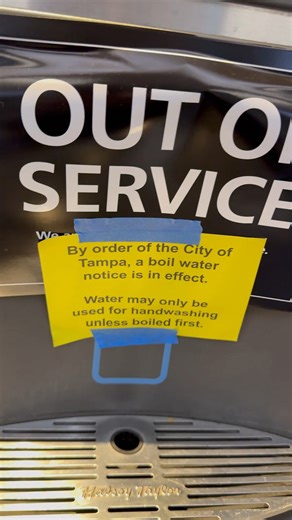 OUT O
SERVICE
We a
By order of the City of
Tampa, a boil water
notice is in effect.
Water may only be
used for handwashing
unless boiled first.
Halsey Taylor